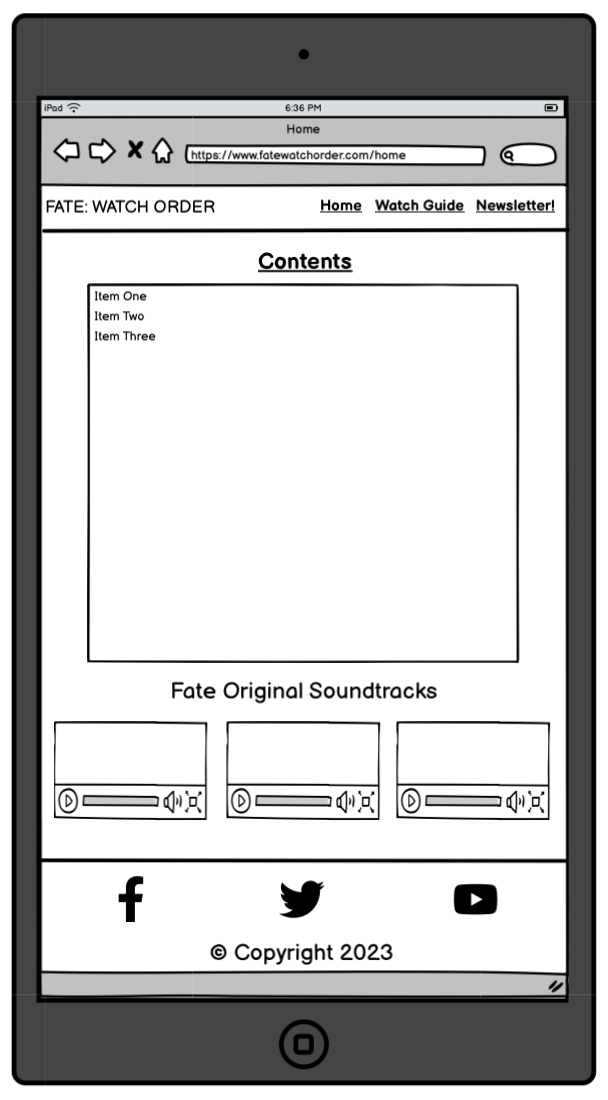 iPad 6:36 PM
Home
https://www.fatewatchorder.com/home
FATE: WATCH ORDER Home Watch Guide Newsletter!
Contents
Item One
Item Two
Item Three
Fate Original Soundtracks
© Copyright 2023